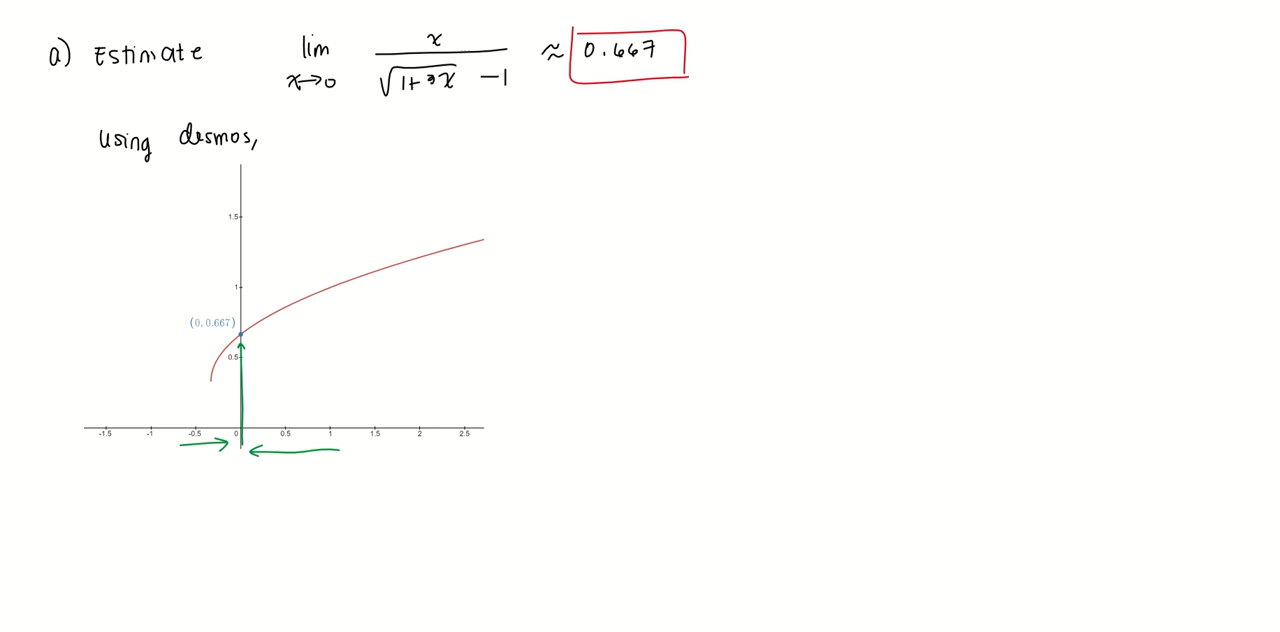 a) Estimate lim x→0 x / √(1+3x) −1 ≈ 0.667
using desmos,
1.5
1
(0, 0.667)
0.5
-1.5 -1 -0.5 0 0.5 1 1.5 2 2.5